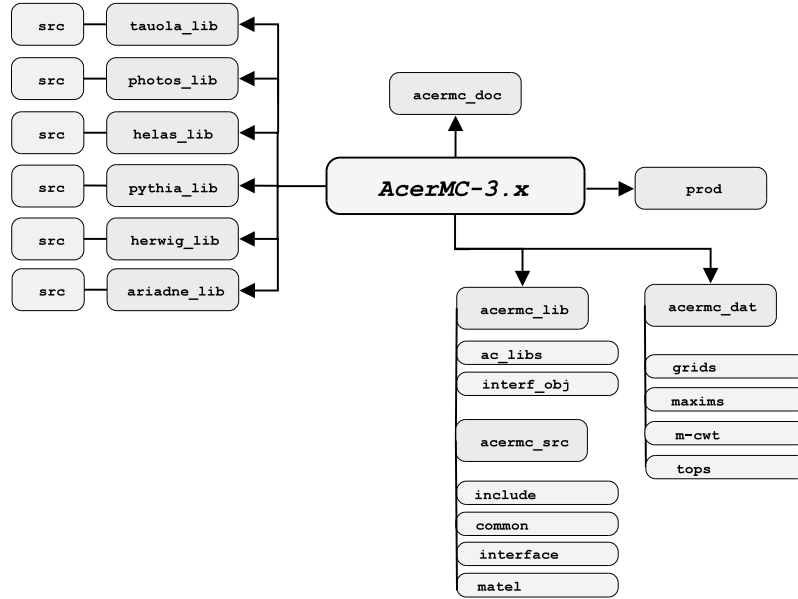 src tauola_lib
src photos_lib
acermc_doc
src helas_lib
src pythia_lib
AcerMC-3.x
prod
src herwig_lib
src ariadne_lib
acermc_lib
acermc_dat
ac_libs
interf_obj
grids
maxims
acermc_src
m-cwt
tops
include
common
interface
matel